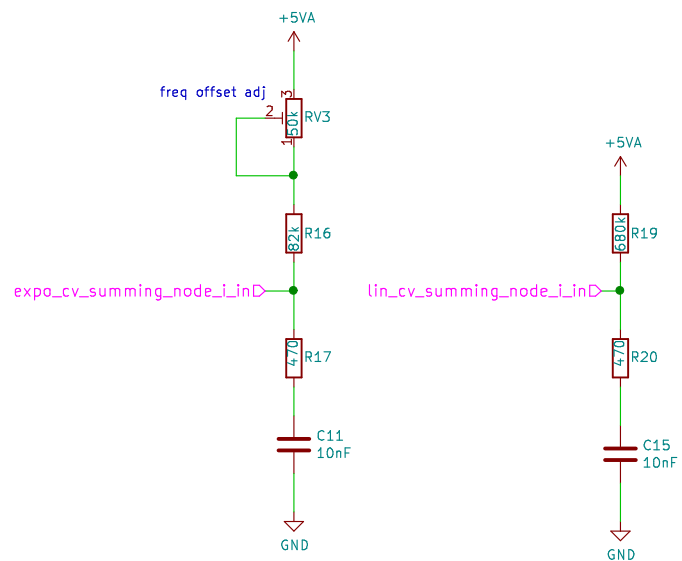 +5VA
freq offset adj
3
2
50k
RV3
1
+5VA
82k
R16
680k
R19
expo_cv_summing_node_i_in
lin_cv_summing_node_i_in
470
R17
470
R20
C11
10nF
C15
10nF
GND
GND